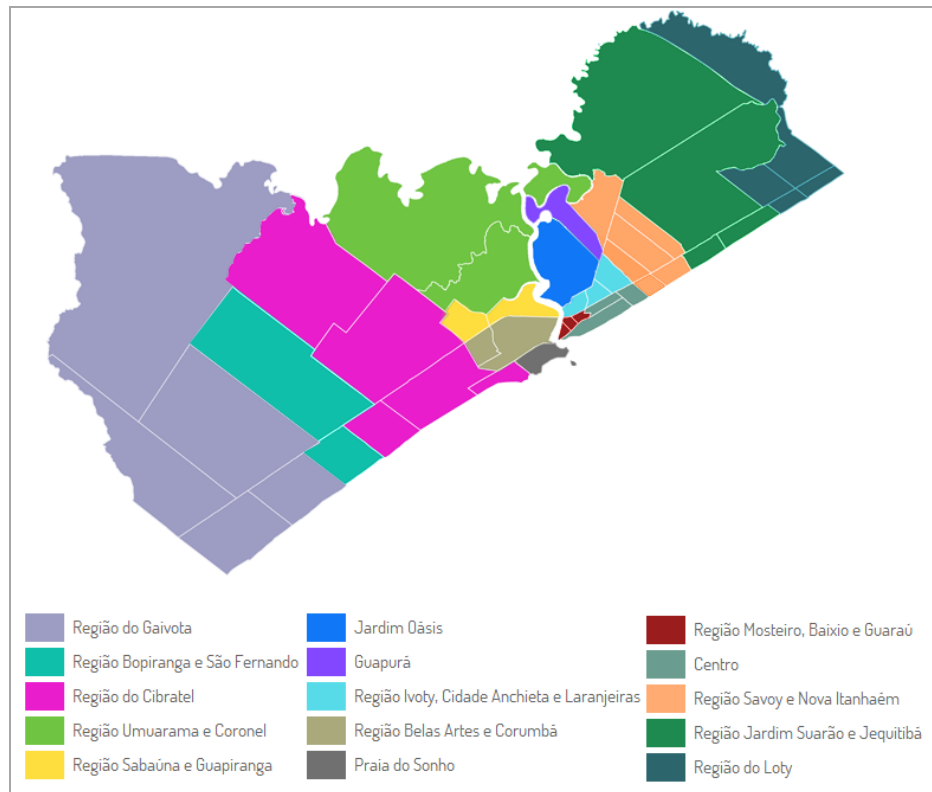 Região do Gaivota
Região Bopiranga e São Fernando
Região do Cibratel
Região Umuarama e Coronel
Região Sabaúna e Guapiranga
Jardim Oásis
Guapurá
Região Ivoty, Cidade Anchieta e Laranjeiras
Região Belas Artes e Corumbá
Praia do Sonho
Região Mosteiro, Baixio e Guaraú
Centro
Região Savoy e Nova Itanhaém
Região Jardim Suarão e Jequitibá
Região do Loty